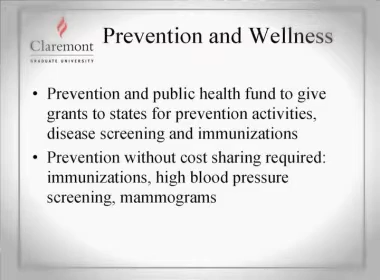 Claremont
GRADUATE UNIVERSITY
Prevention and Wellness
• Prevention and public health fund to give
grants to states for prevention activities,
disease screening and immunizations
• Prevention without cost sharing required:
immunizations, high blood pressure
screening, mammograms